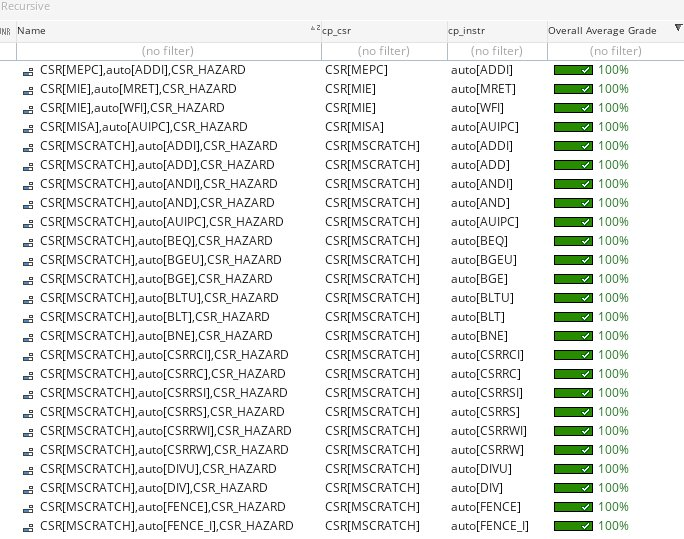 Recursive
UNR Name cp_csr cp_instr Overall Average Grade
(no filter) (no filter) (no filter) (no filter)
CSR[MEPC],auto[ADDI],CSR_HAZARD CSR[MEPC] auto[ADDI] 100%
CSR[MIE],auto[MRET],CSR_HAZARD CSR[MIE] auto[MRET] 100%
CSR[MIE],auto[WFI],CSR_HAZARD CSR[MIE] auto[WFI] 100%
CSR[MISA],auto[AUIPC],CSR_HAZARD CSR[MISA] auto[AUIPC] 100%
CSR[MSCRATCH],auto[ADDI],CSR_HAZARD CSR[MSCRATCH] auto[ADDI] 100%
CSR[MSCRATCH],auto[ADD],CSR_HAZARD CSR[MSCRATCH] auto[ADD] 100%
CSR[MSCRATCH],auto[ANDI],CSR_HAZARD CSR[MSCRATCH] auto[ANDI] 100%
CSR[MSCRATCH],auto[AND],CSR_HAZARD CSR[MSCRATCH] auto[AND] 100%
CSR[MSCRATCH],auto[AUIPC],CSR_HAZARD CSR[MSCRATCH] auto[AUIPC] 100%
CSR[MSCRATCH],auto[BEQ],CSR_HAZARD CSR[MSCRATCH] auto[BEQ] 100%
CSR[MSCRATCH],auto[BGEU],CSR_HAZARD CSR[MSCRATCH] auto[BGEU] 100%
CSR[MSCRATCH],auto[BGE],CSR_HAZARD CSR[MSCRATCH] auto[BGE] 100%
CSR[MSCRATCH],auto[BLTU],CSR_HAZARD CSR[MSCRATCH] auto[BLTU] 100%
CSR[MSCRATCH],auto[BLT],CSR_HAZARD CSR[MSCRATCH] auto[BLT] 100%
CSR[MSCRATCH],auto[BNE],CSR_HAZARD CSR[MSCRATCH] auto[BNE] 100%
CSR[MSCRATCH],auto[CSRRCI],CSR_HAZARD CSR[MSCRATCH] auto[CSRRCI] 100%
CSR[MSCRATCH],auto[CSRRC],CSR_HAZARD CSR[MSCRATCH] auto[CSRRC] 100%
CSR[MSCRATCH],auto[CSRRSI],CSR_HAZARD CSR[MSCRATCH] auto[CSRRSI] 100%
CSR[MSCRATCH],auto[CSRRS],CSR_HAZARD CSR[MSCRATCH] auto[CSRRS] 100%
CSR[MSCRATCH],auto[CSRRWI],CSR_HAZARD CSR[MSCRATCH] auto[CSRRWI] 100%
CSR[MSCRATCH],auto[CSRRW],CSR_HAZARD CSR[MSCRATCH] auto[CSRRW] 100%
CSR[MSCRATCH],auto[DIVU],CSR_HAZARD CSR[MSCRATCH] auto[DIVU] 100%
CSR[MSCRATCH],auto[DIV],CSR_HAZARD CSR[MSCRATCH] auto[DIV] 100%
CSR[MSCRATCH],auto[FENCE],CSR_HAZARD CSR[MSCRATCH] auto[FENCE] 100%
CSR[MSCRATCH],auto[FENCE_I],CSR_HAZARD CSR[MSCRATCH] auto[FENCE_I] 100%